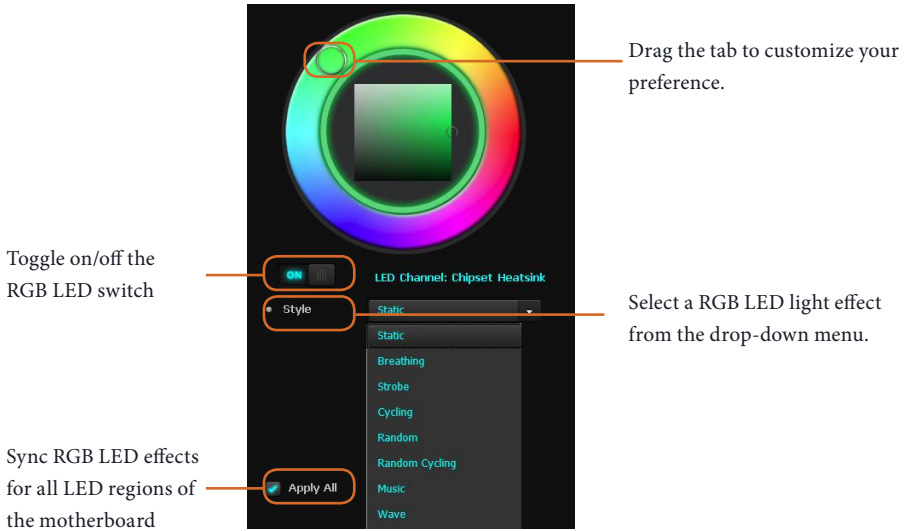 Drag the tab to customize your
preference.
Toggle on/off the
RGB LED switch
ON
LED Channel: Chipset Heatsink
Style
Static
Select a RGB LED light effect
from the drop-down menu.
Static
Breathing
Strobe
Cycling
Random
Random Cycling
Sync RGB LED effects
for all LED regions of
the motherboard
Apply All
Music
Wave